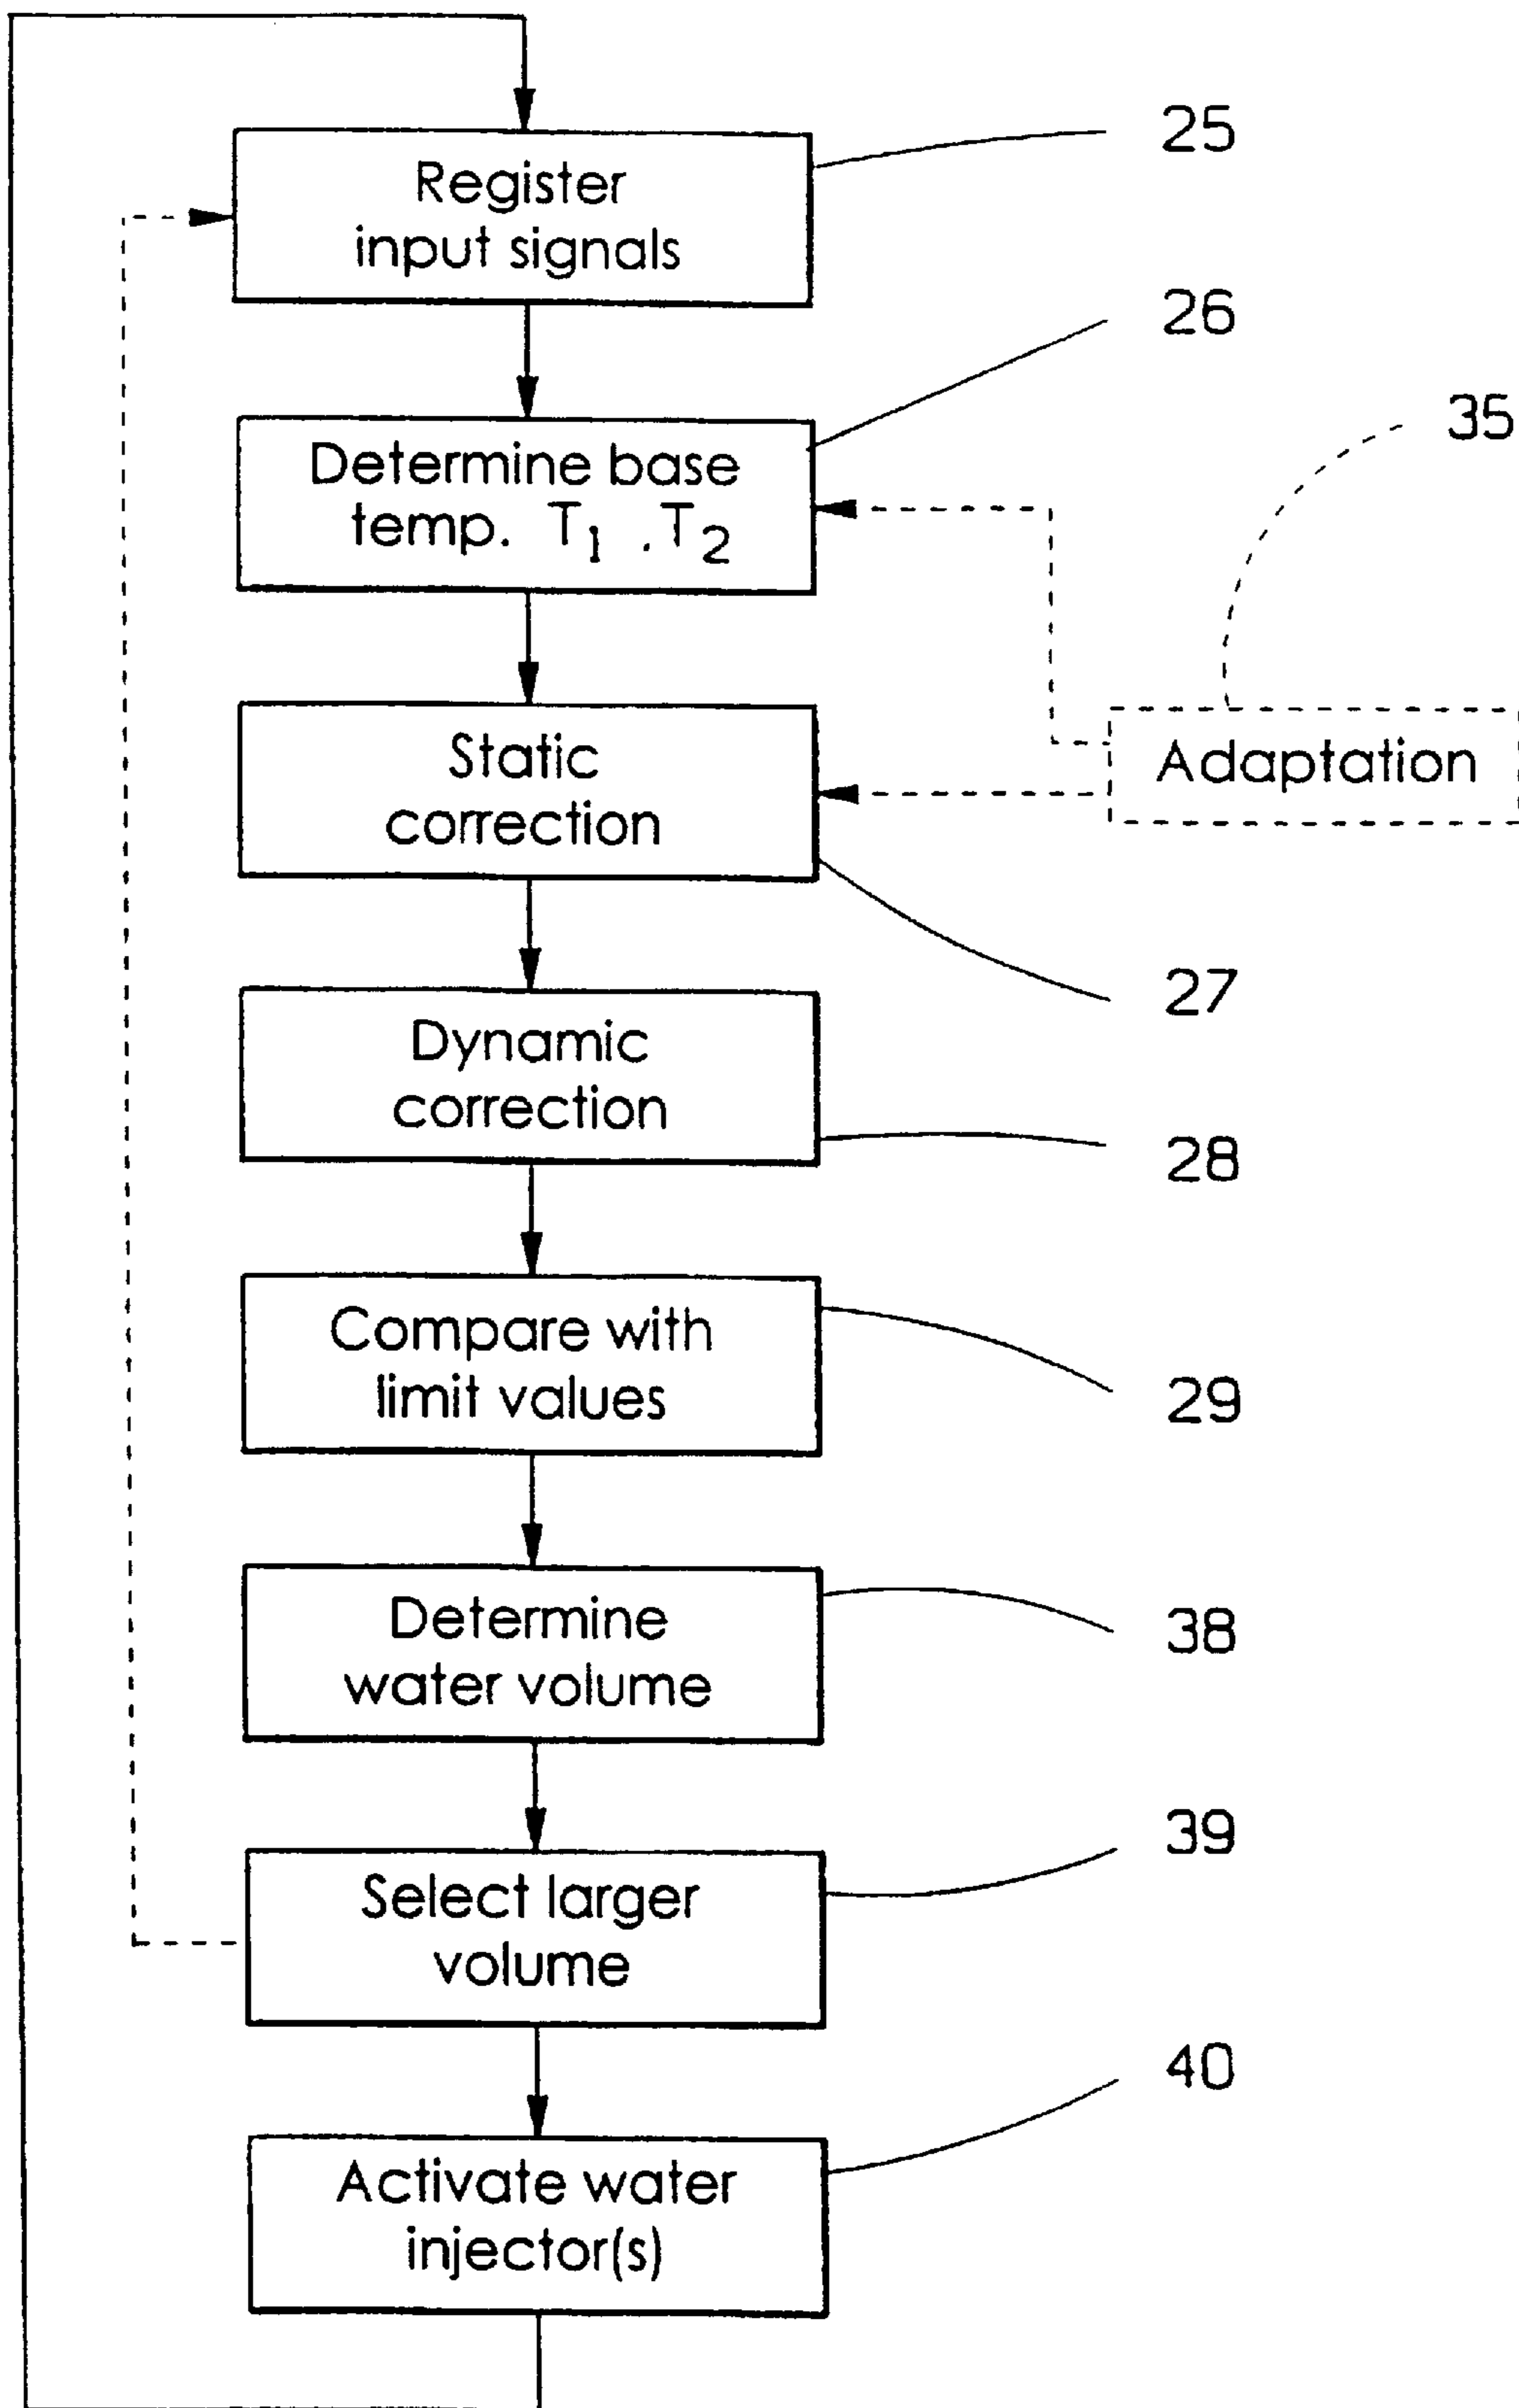 25
Register
input signals
26
35
Determine base
temp. T₁ .T₂
Static
correction
Adaptation
27
Dynamic
correction
28
Compare with
limit values
29
Determine
water volume
38
39
Select larger
volume
40
Activate water
injector(s)